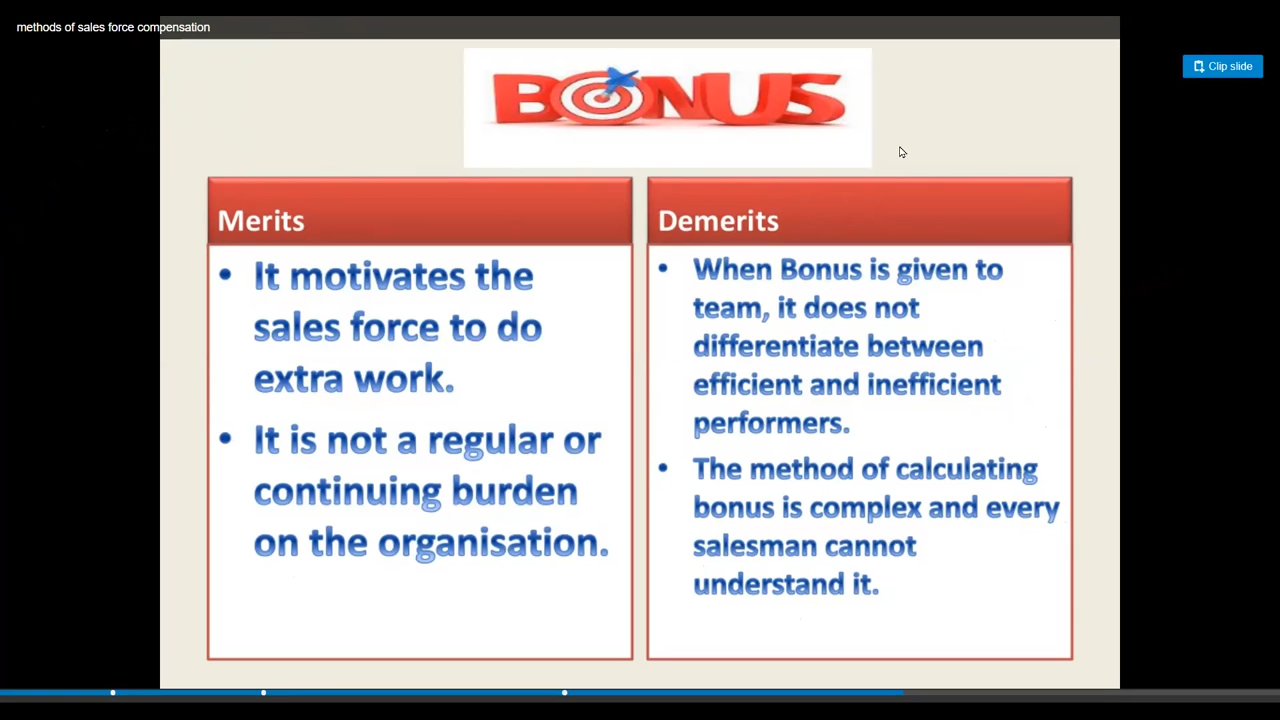 methods of sales force compensation
Clip slide
BONUS
Merits
• It motivates the
sales force to do
extra work.
• It is not a regular or
continuing burden
on the organisation.
Demerits
• When Bonus is given to
team, it does not
differentiate between
efficient and inefficient
performers.
• The method of calculating
bonus is complex and every
salesman cannot
understand it.